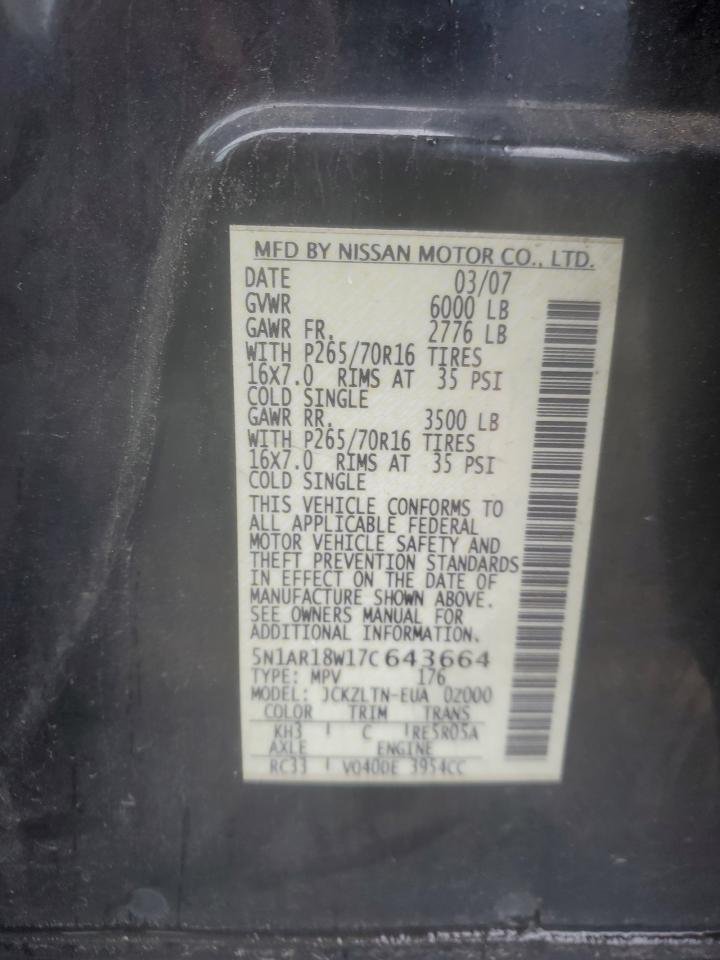 MFD BY NISSAN MOTOR CO., LTD.
DATE 03/07
GVWR 6000 LB
GAWR FR. 2776 LB
WITH P265/70R16 TIRES
16X7.0 RIMS AT 35 PSI
COLD SINGLE
GAWR RR. 3500 LB
WITH P265/70R16 TIRES
16X7.0 RIMS AT 35 PSI
COLD SINGLE
THIS VEHICLE CONFORMS TO
ALL APPLICABLE FEDERAL
MOTOR VEHICLE SAFETY AND
THEFT PREVENTION STANDARDS
IN EFFECT ON THE DATE OF
MANUFACTURE SHOWN ABOVE.
SEE OWNERS MANUAL FOR
ADDITIONAL INFORMATION.
5N1AR18W17C643664
TYPE: MPV 176
MODEL: JCKZLTN-EUA 02000
COLOR TRIM TRANS
KH3 C RE5R05A
AXLE ENGINE
RC33 VQ40DE 3954CC